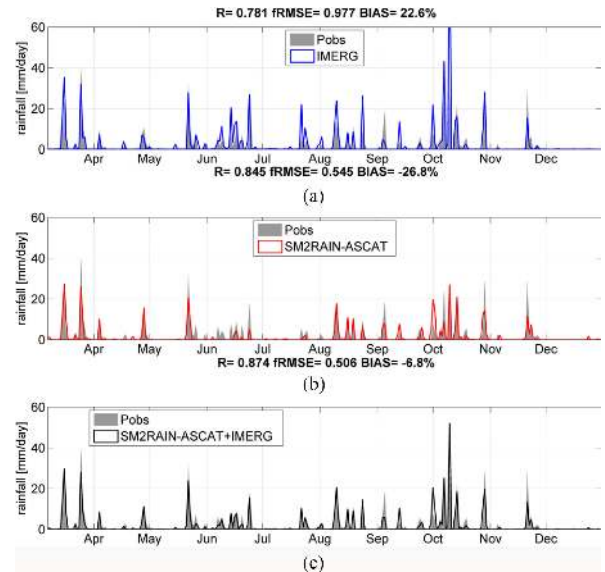 R= 0.781 fRMSE= 0.977 BIAS= 22.6%
60
40
20
0
rainfall [mm/day]
Pobs
IMERG
Apr May Jun Jul Aug Sep Oct Nov Dec
(a)
R= 0.845 fRMSE= 0.545 BIAS= -26.8%
60
40
20
0
rainfall [mm/day]
Pobs
SM2RAIN-ASCAT
Apr May Jun Jul Aug Sep Oct Nov Dec
(b)
R= 0.874 fRMSE= 0.506 BIAS= -6.8%
60
40
20
0
rainfall [mm/day]
Pobs
SM2RAIN-ASCAT+IMERG
Apr May Jun Jul Aug Sep Oct Nov Dec
(c)